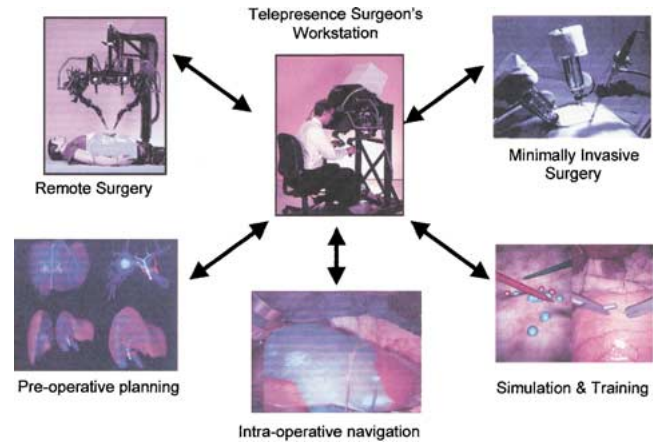 Telepresence Surgeon's
Workstation
Remote Surgery
Minimally Invasive
Surgery
Pre-operative planning
Intra-operative navigation
Simulation & Training